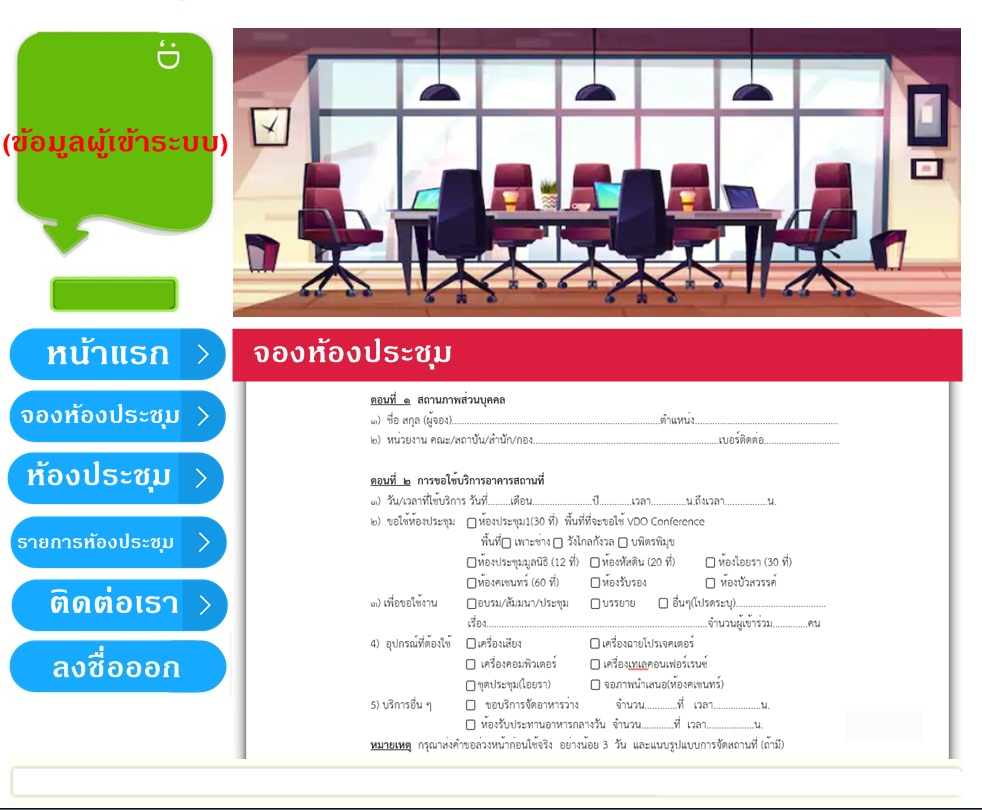 (ข้อมูลผู้เข้าระบบ)
หน้าแรก
จองห้องประชุม
ห้องประชุม
รายการห้องประชุม
ติดต่อเรา
ลงชื่อออก
จองห้องประชุม
ตอนที่ ๑ สถานภาพส่วนบุคคล
๑) ชื่อ สกุล (ผู้จอง)..........................................................ตำแหน่ง........................................
๒) หน่วยงาน คณะ/สถาบัน/สำนัก/กอง....................................................เบอร์ติดต่อ.....................
ตอนที่ ๒ การขอใช้บริการอาคารสถานที่
๑) วัน/เวลาที่ใช้บริการ วันที่.......เดือน.................ปี.........เวลา..........น.ถึงเวลา............น.
๒) ขอใช้ห้องประชุม ☐ห้องประชุม1(30 ที่) พื้นที่ที่จะขอใช้ VDO Conference
พื้นที่☐ เพาะช่าง ☐ วังไกลกังวล ☐ บพิตรพิมุข
☐ห้องประชุมมูลนิธิ (12 ที่) ☐ห้องหัสดิน (20 ที่) ☐ ห้องไอยรา (30 ที่)
☐ห้องคเชนทร์ (60 ที่) ☐ห้องรับรอง ☐ ห้องบัวสวรรค์
๓) เพื่อขอใช้งาน ☐อบรม/สัมมนา/ประชุม ☐บรรยาย ☐ อื่นๆ(โปรดระบุ)..........................
เรื่อง..............................................................จำนวนผู้เข้าร่วม.............คน
4) อุปกรณ์ที่ต้องใช้ ☐เครื่องเสียง ☐เครื่องฉายโปรเจคเตอร์
☐ เครื่องคอมพิวเตอร์ ☐ เครื่องเทเลคอนเฟอร์เรนซ์
☐ชุดประชุม(ไอยรา) ☐ จอภาพนำเสนอ(ห้องคเชนทร์)
5) บริการอื่น ๆ ☐ ขอบริการจัดอาหารว่าง จำนวน............ที่ เวลา..................น.
☐ ห้องรับประทานอาหารกลางวัน จำนวน............ที่ เวลา..................น.
หมายเหตุ กรุณาส่งคำขอล่วงหน้าก่อนใช้จริง อย่างน้อย 3 วัน และแนบรูปแบบการจัดสถานที่ (ถ้ามี)